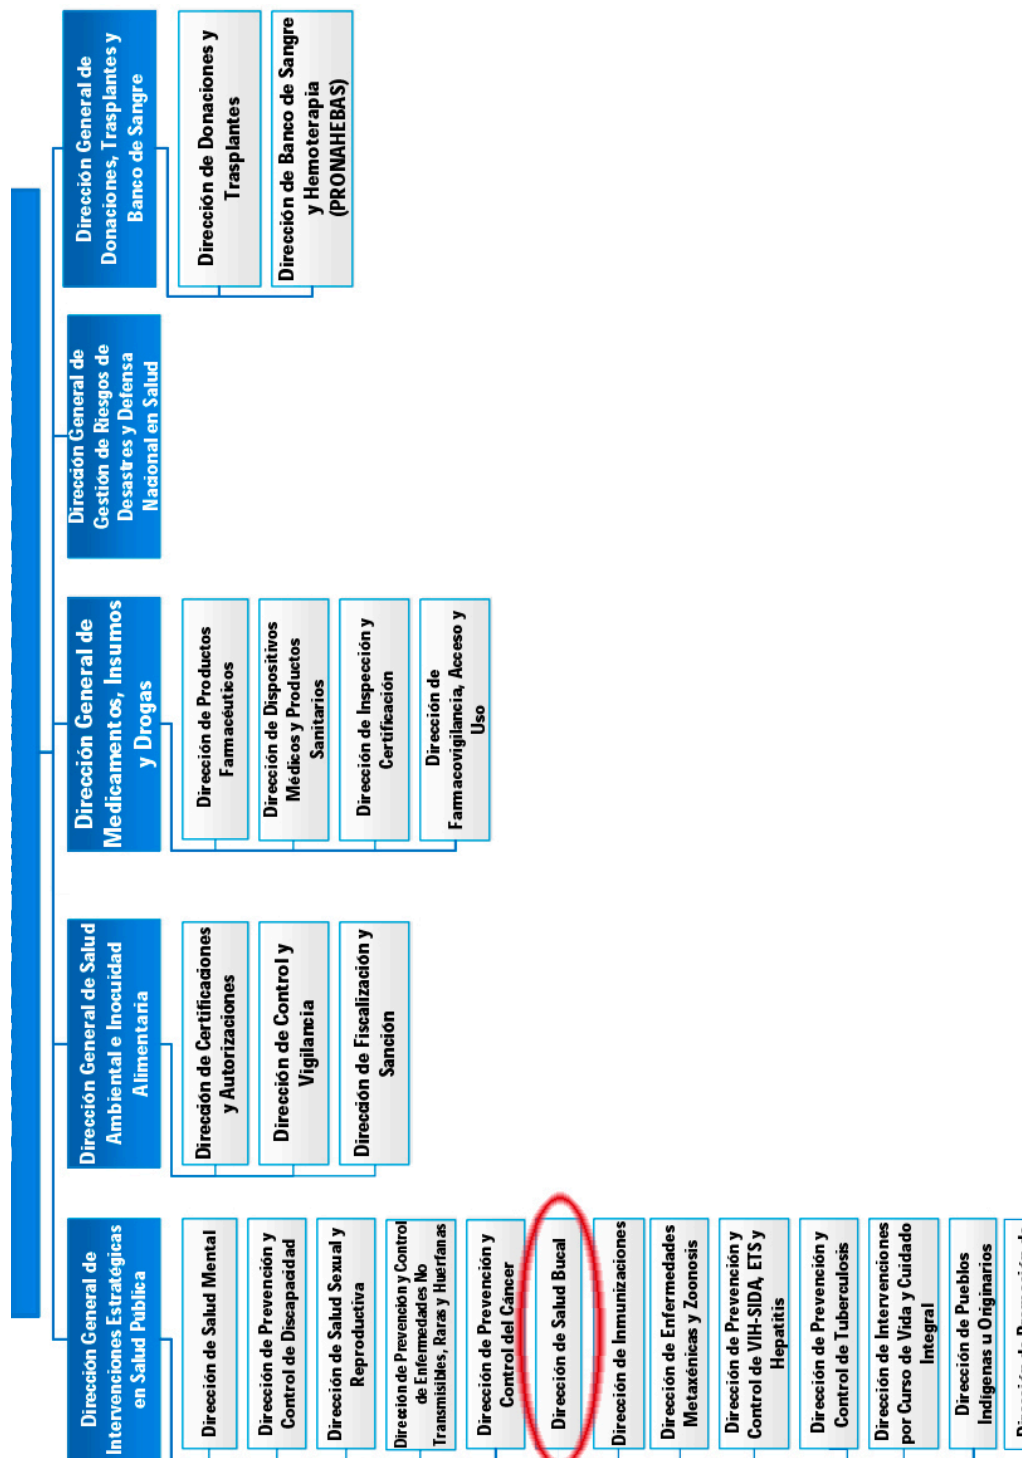 Dirección General de
Intervenciones Estratégicas
en Salud Pública
Dirección de Salud Mental
Dirección de Prevención y
Control de Discapacidad
Dirección de Salud Sexual y
Reproductiva
Dirección de Prevención y Control
de Enfermedades No
Transmisibles, Raras y Huérfanas
Dirección de Prevención y
Control del Cáncer
Dirección de Salud Bucal
Dirección de Inmunizaciones
Dirección de Enfermedades
Metaxénicas y Zoonosis
Dirección de Prevención y
Control de VIH-SIDA, ETS y
Hepatitis
Dirección de Prevención y
Control de Tuberculosis
Dirección de Intervenciones
por Curso de Vida y Cuidado
Integral
Dirección de Pueblos
Indígenas u Originarios
Dirección de Promoción de
Dirección General de Salud
Ambiental e Inocuidad
Alimentaria
Dirección de Certificaciones
y Autorizaciones
Dirección de Control y
Vigilancia
Dirección de Fiscalización y
Sanción
Dirección General de
Medicamentos, Insumos
y Drogas
Dirección de Productos
Farmacéuticos
Dirección de Dispositivos
Médicos y Productos
Sanitarios
Dirección de Inspección y
Certificación
Dirección de
Farmacovigilancia, Acceso y
Uso
Dirección General de
Gestión de Riesgos de
Desastres y Defensa
Nacional en Salud
Dirección General de
Donaciones, Trasplantes y
Banco de Sangre
Dirección de Donaciones y
Trasplantes
Dirección de Banco de Sangre
y Hemoterapia
(PRONAHEBAS)